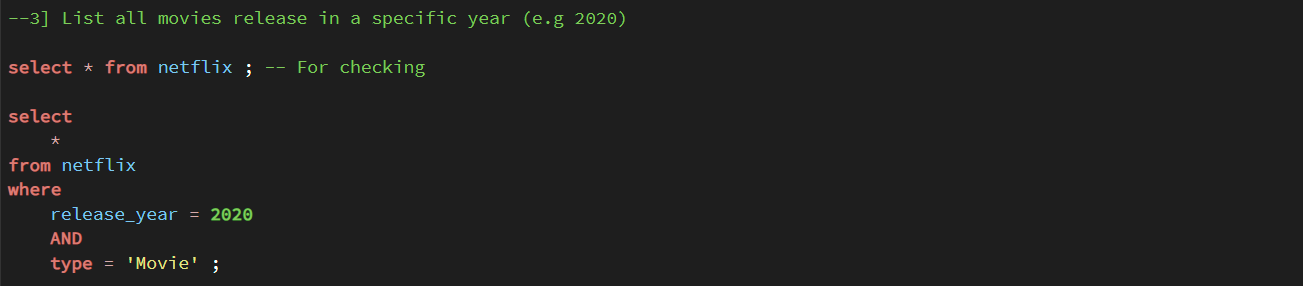 --3] List all movies release in a specific year (e.g 2020)
select * from netflix ; -- For checking
select
*
from netflix
where
release_year = 2020
AND
type = 'Movie' ;